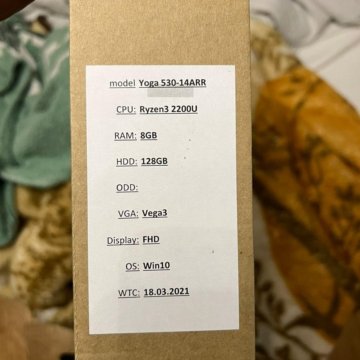 model Yoga 530-14ARR
CPU: Ryzen3 2200U
RAM: 8GB
HDD: 128GB
ODD:
VGA: Vega3
Display: FHD
OS: Win10
WTC: 18.03.2021